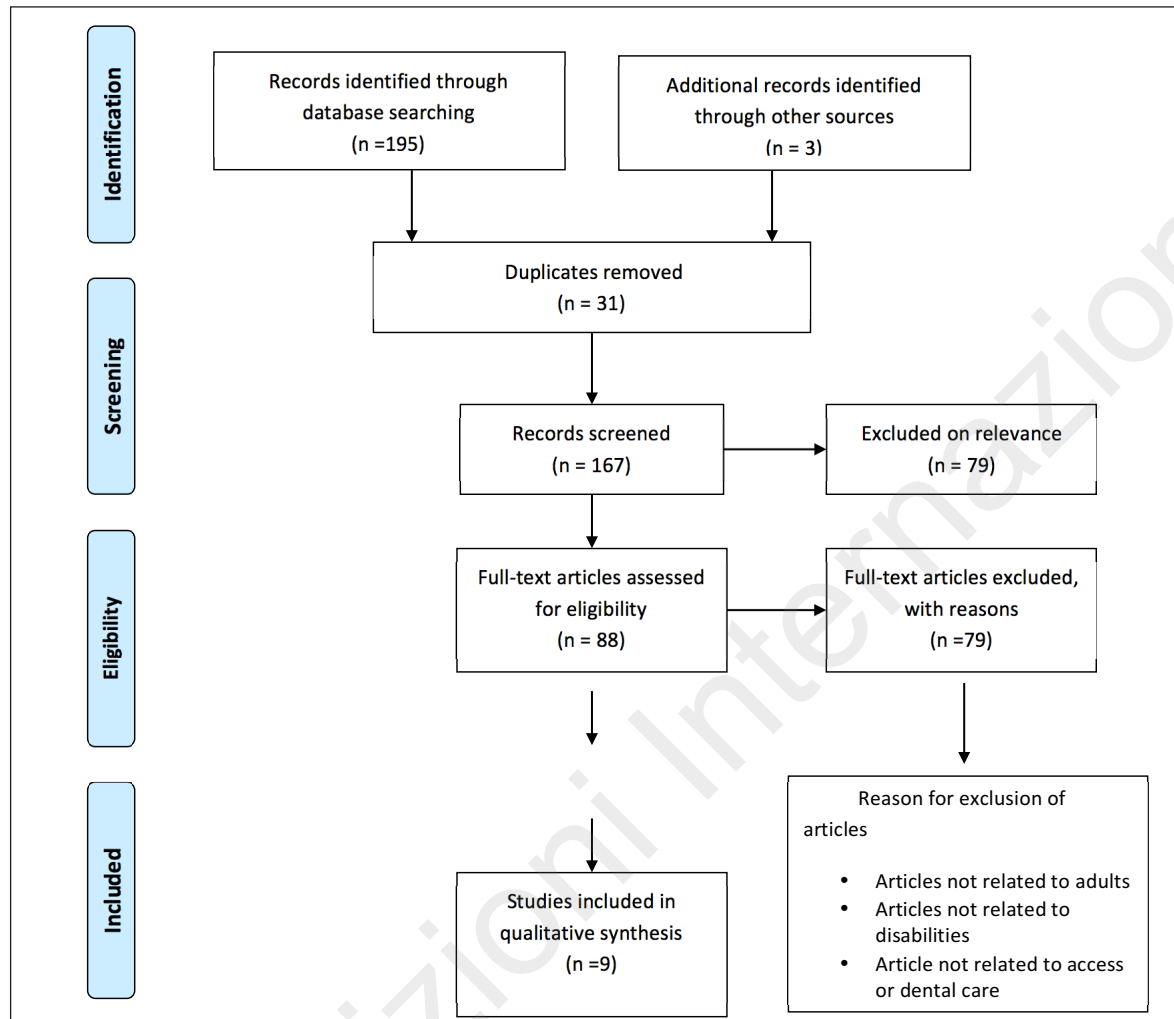 Identification
Records identified through
database searching
(n =195)
Additional records identified
through other sources
(n = 3)
Duplicates removed
(n = 31)
Screening
Records screened
(n = 167)
Excluded on relevance
(n = 79)
Eligibility
Full-text articles assessed
for eligibility
(n = 88)
Full-text articles excluded,
with reasons
(n =79)
Included
Studies included in
qualitative synthesis
(n =9)
Reason for exclusion of
articles
• Articles not related to adults
• Articles not related to
disabilities
• Article not related to access
or dental care